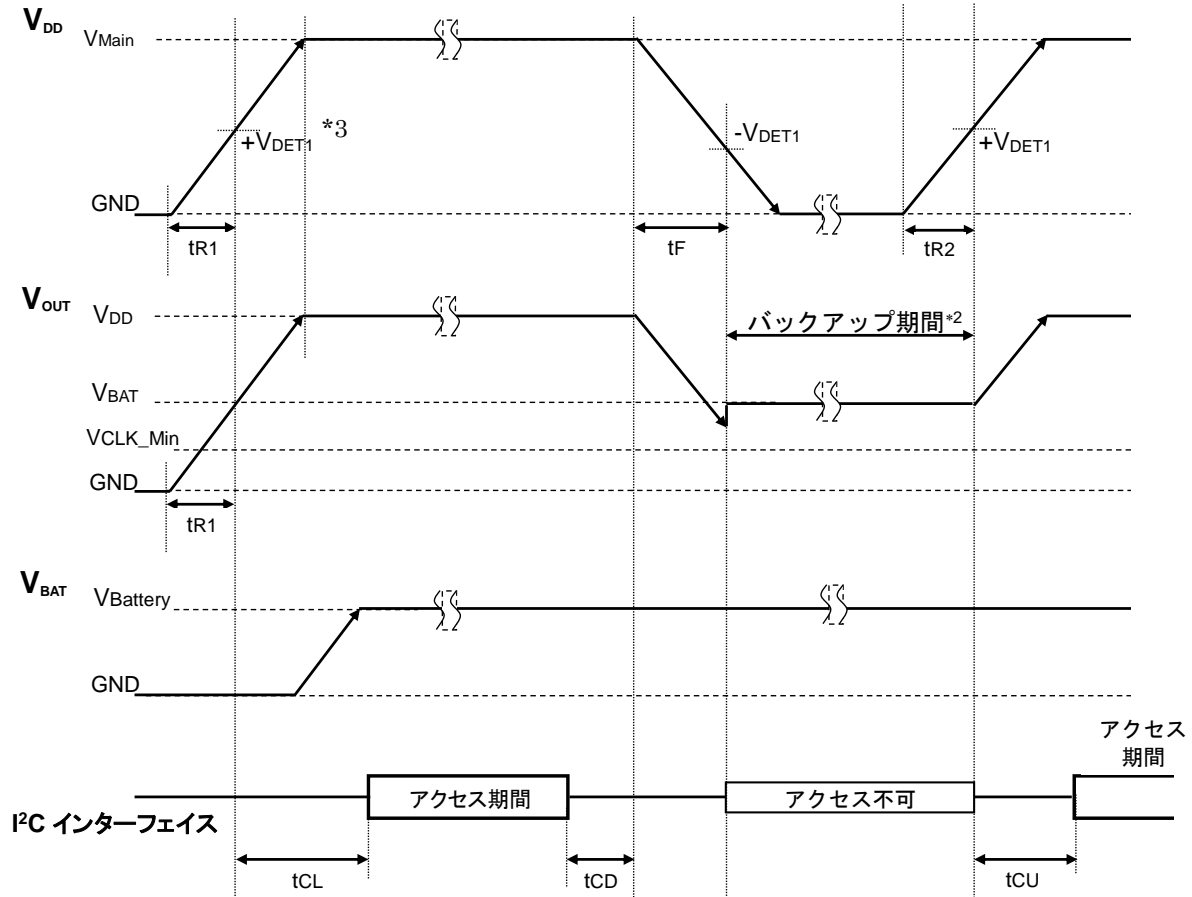 VDD
VMain
+VDET1 *3
-VDET1
+VDET1
GND
tR1
tF
tR2
VOUT
VDD
バックアップ期間*2
VBAT
VCLK_Min
GND
tR1
VBAT
VBattery
GND
アクセス
期間
アクセス期間
アクセス不可
I²C インターフェイス
tCL
tCD
tCU